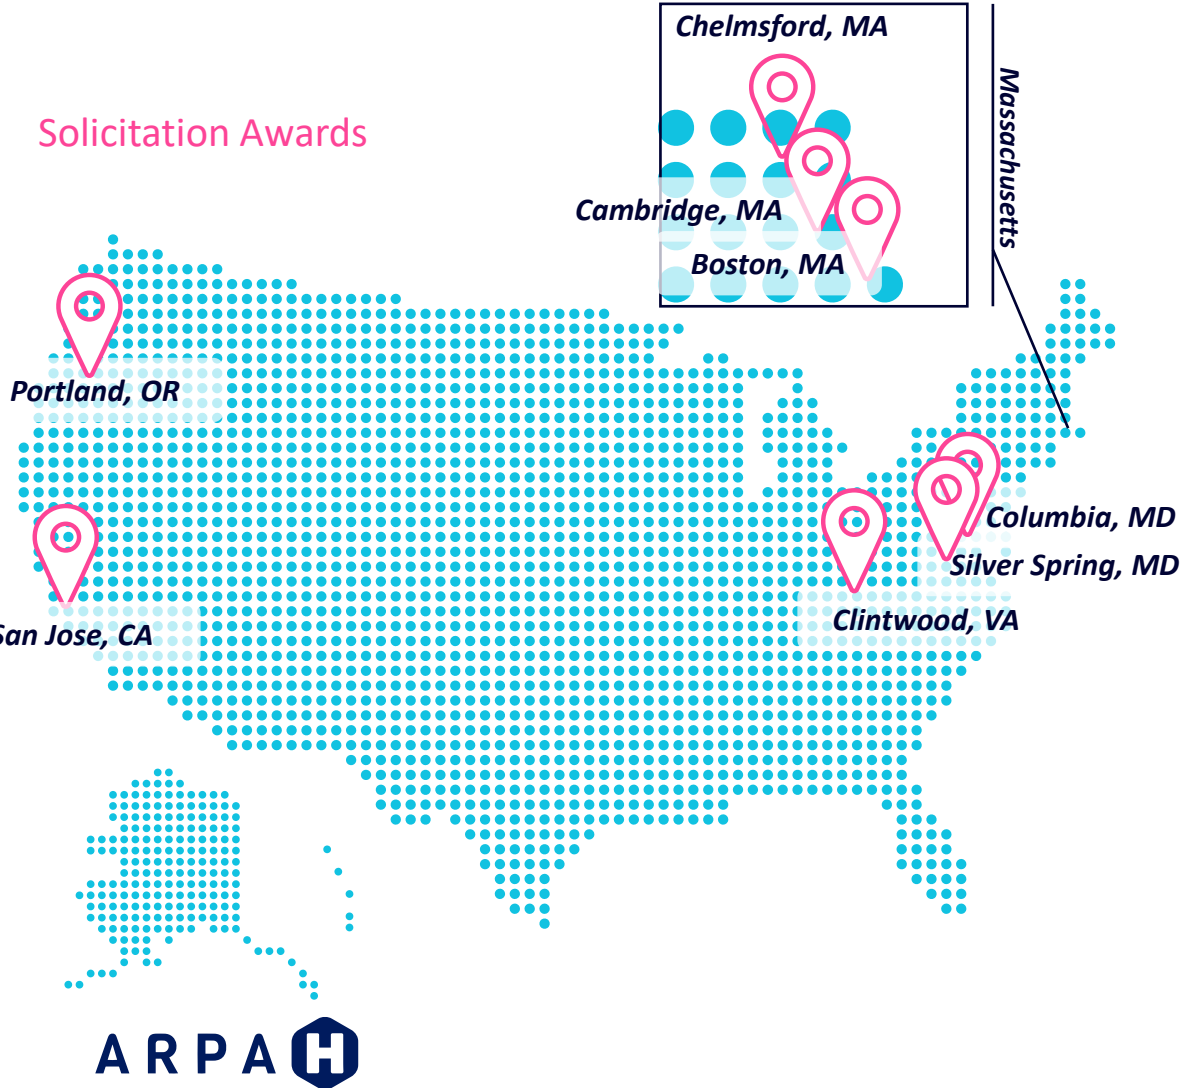 Chelmsford, MA
Massachusetts
Solicitation Awards
Cambridge, MA
Boston, MA
Portland, OR
Columbia, MD
Silver Spring, MD
Clintwood, VA
San Jose, CA
ARPA H